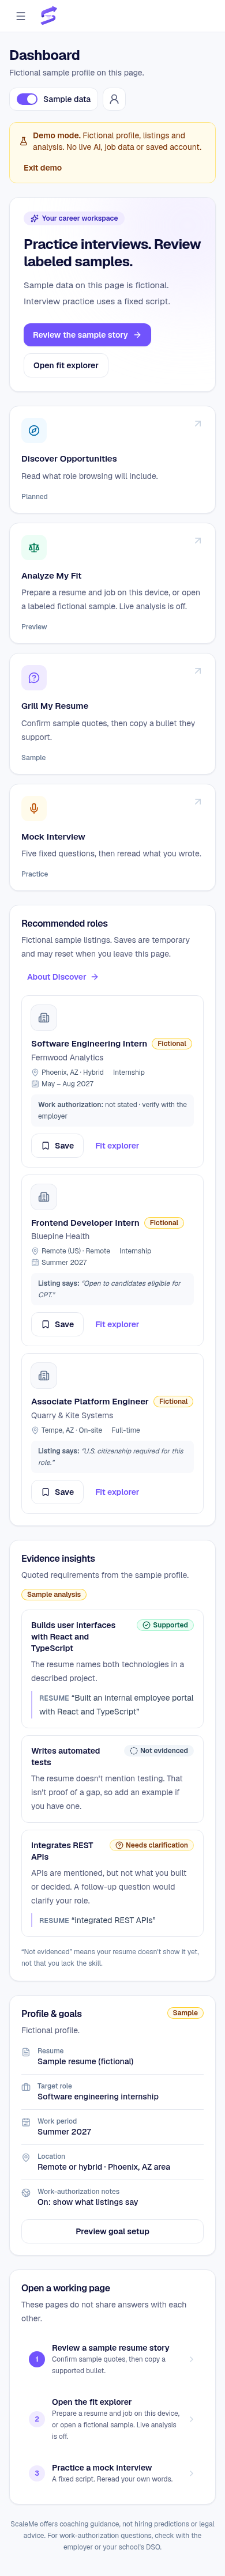 Dashboard
Fictional sample profile on this page.
Sample data
Demo mode. Fictional profile, listings and
analysis. No live AI, job data or saved account.
Exit demo
Your career workspace
Practice interviews. Review
labeled samples.
Sample data on this page is fictional.
Interview practice uses a fixed script.
Review the sample story
Open fit explorer
Discover Opportunities
Read what role browsing will include.
Planned
Analyze My Fit
Prepare a resume and job on this device, or open
a labeled fictional sample. Live analysis is off.
Preview
Grill My Resume
Confirm sample quotes, then copy a bullet they
support.
Sample
Mock Interview
Five fixed questions, then reread what you wrote.
Practice
Recommended roles
Fictional sample listings. Saves are temporary
and may reset when you leave this page.
About Discover
Software Engineering Intern Fictional
Fernwood Analytics
Phoenix, AZ · Hybrid Internship
May – Aug 2027
Work authorization: not stated · verify with the
employer
Save Fit explorer
Frontend Developer Intern Fictional
Bluepine Health
Remote (US) · Remote Internship
Summer 2027
Listing says: “Open to candidates eligible for
CPT.”
Save Fit explorer
Associate Platform Engineer Fictional
Quarry & Kite Systems
Tempe, AZ · On-site Full-time
Listing says: “U.S. citizenship required for this
role.”
Save Fit explorer
Evidence insights
Quoted requirements from the sample profile.
Sample analysis
Builds user interfaces Supported
with React and
TypeScript
The resume names both technologies in a
described project.
RESUME “Built an internal employee portal
with React and TypeScript”
Writes automated Not evidenced
tests
The resume doesn't mention testing. That
isn't proof of a gap, so add an example if
you have one.
Integrates REST Needs clarification
APIs
APIs are mentioned, but not what you built
or decided. A follow-up question would
clarify your role.
RESUME “integrated REST APIs”
“Not evidenced” means your resume doesn't show it yet,
not that you lack the skill.
Profile & goals Sample
Fictional profile.
Resume
Sample resume (fictional)
Target role
Software engineering internship
Work period
Summer 2027
Location
Remote or hybrid · Phoenix, AZ area
Work-authorization notes
On: show what listings say
Preview goal setup
Open a working page
These pages do not share answers with each
other.
1 Review a sample resume story
Confirm sample quotes, then copy a
supported bullet.
2 Open the fit explorer
Prepare a resume and job on this device,
or open a fictional sample. Live analysis
is off.
3 Practice a mock interview
A fixed script. Reread your own words.
ScaleMe offers coaching guidance, not hiring predictions or legal
advice. For work-authorization questions, check with the
employer or your school's DSO.